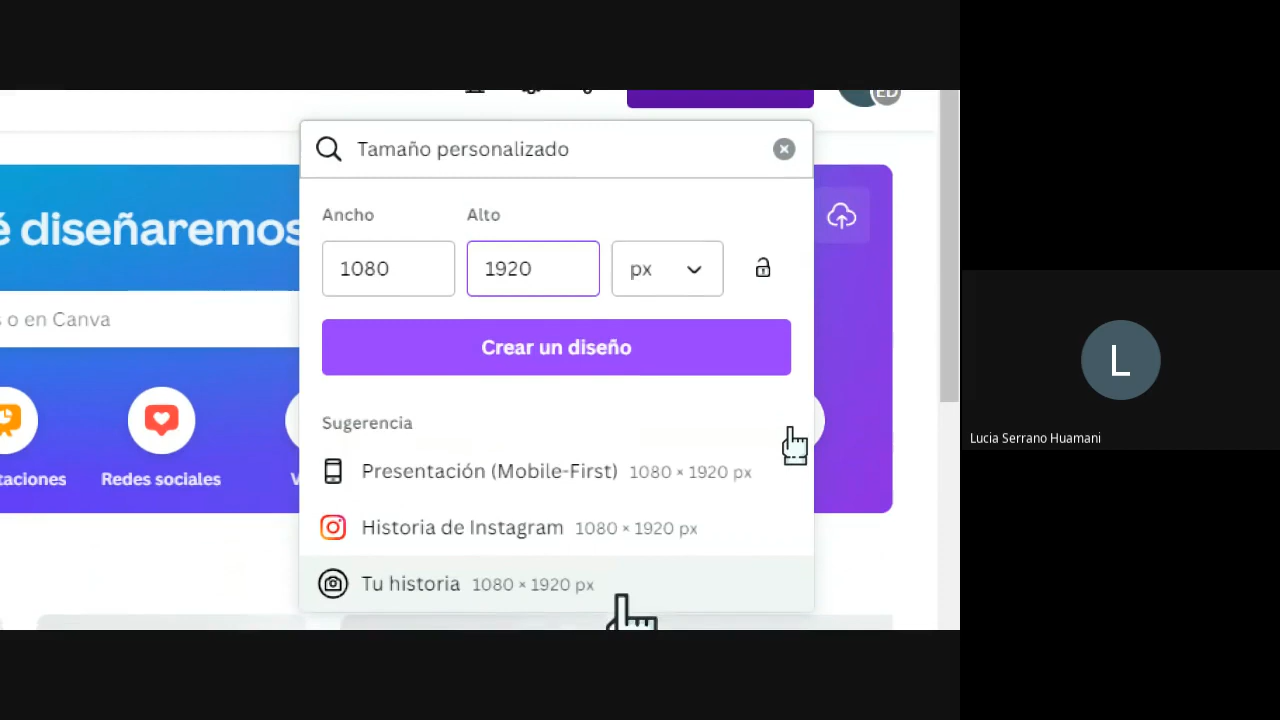 ED
Tamaño personalizado
é diseñaremos
Ancho Alto
1080 1920 px
s o en Canva
Crear un diseño
Sugerencia
taciones Redes sociales V
Presentación (Mobile-First) 1080 × 1920 px
Historia de Instagram 1080 × 1920 px
Tu historia 1080 × 1920 px
L
Lucia Serrano Huamani